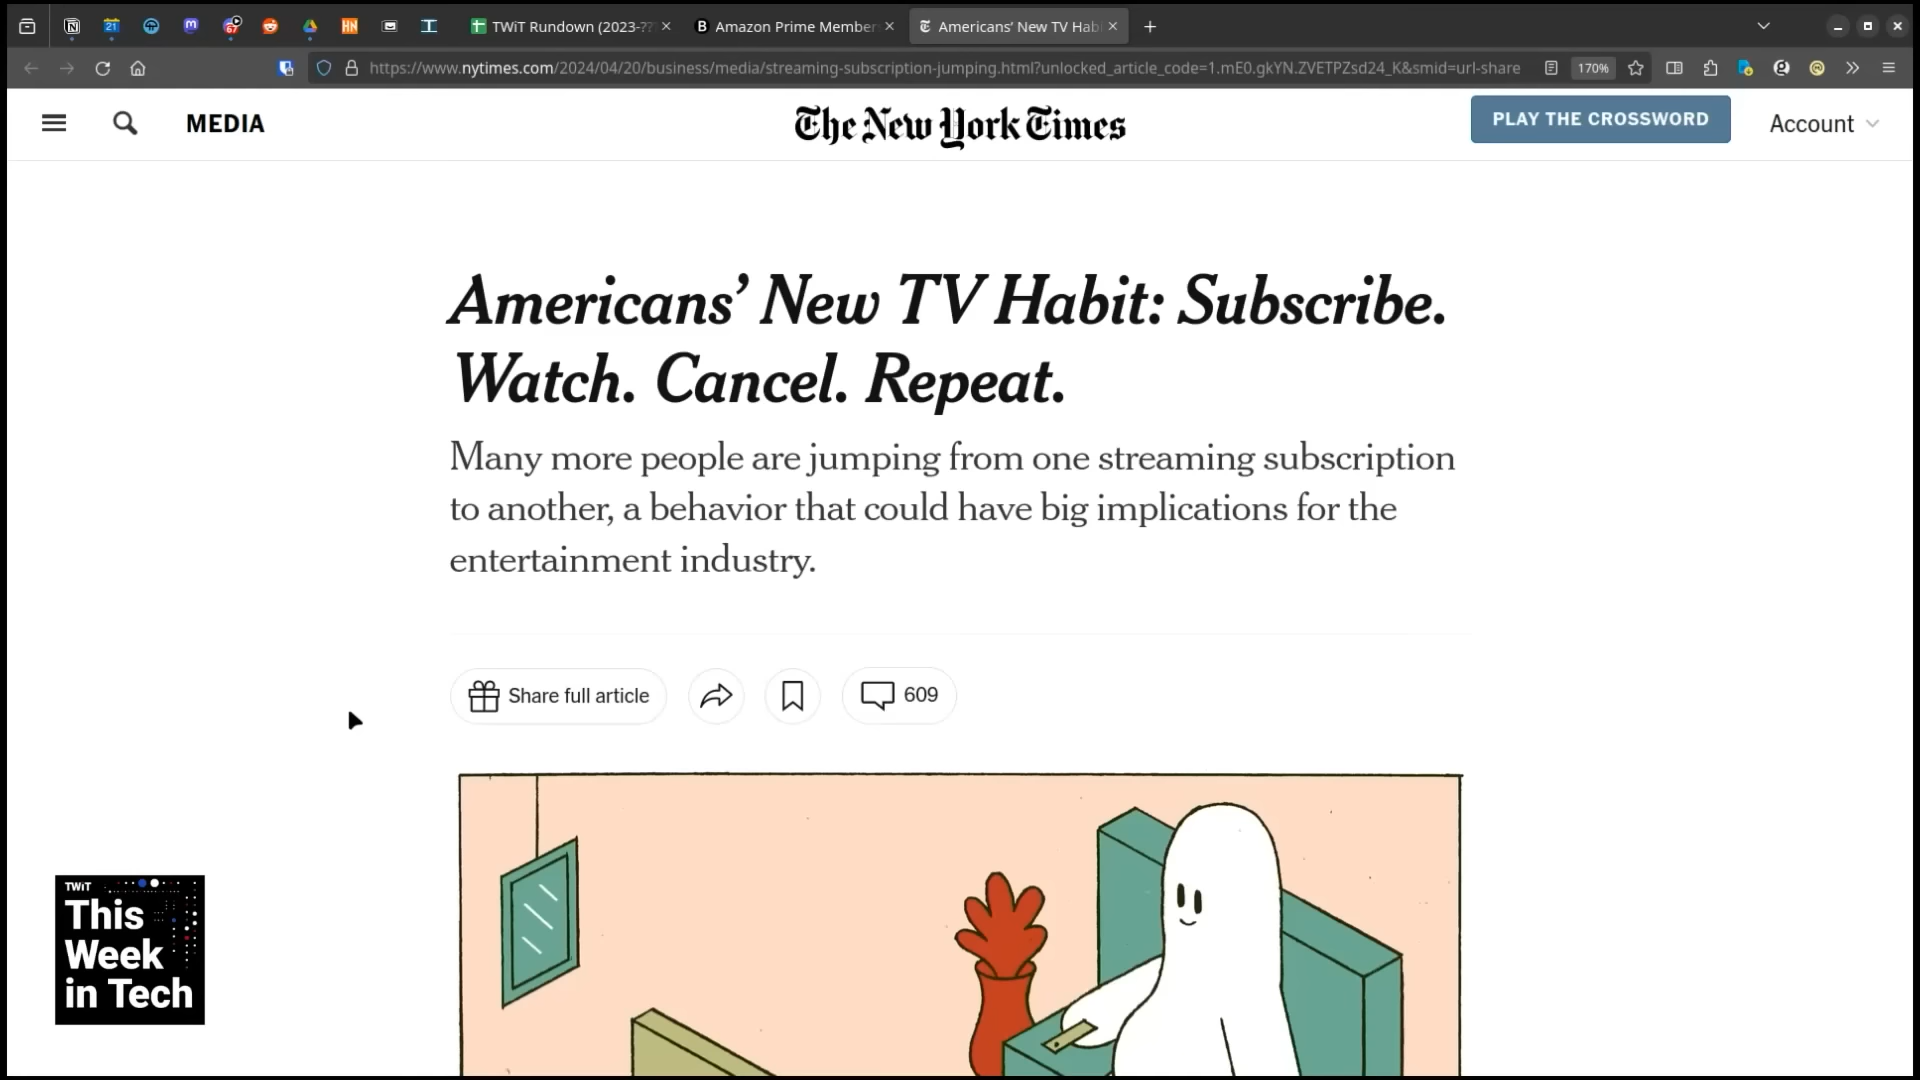 21
67
HN
TWiT Rundown (2023-??
Amazon Prime Member
Americans' New TV Hab
https://www.nytimes.com/2024/04/20/business/media/streaming-subscription-jumping.html?unlocked_article_code=1.mE0.gkYN.ZVETPZsd24_K&smid=url-share
170%
MEDIA
The New York Times
PLAY THE CROSSWORD
Account
Americans’ New TV Habit: Subscribe.
Watch. Cancel. Repeat.
Many more people are jumping from one streaming subscription
to another, a behavior that could have big implications for the
entertainment industry.
Share full article
609
TWiT
This
Week
in Tech